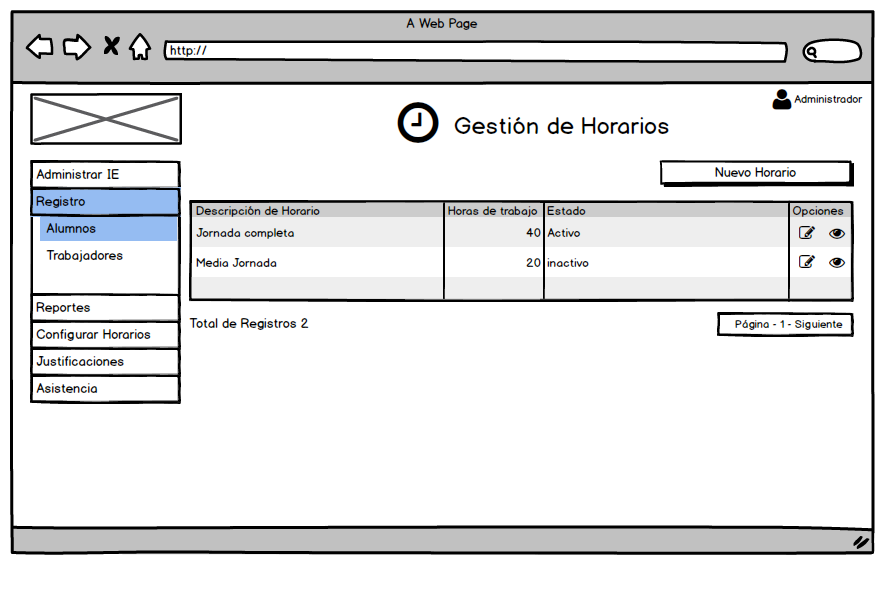 A Web Page
http://
Administrador
Gestión de Horarios
Administrar IE
Registro
Alumnos
Trabajadores
Reportes
Configurar Horarios
Justificaciones
Asistencia
Nuevo Horario
Descripción de Horario Horas de trabajo Estado Opciones
Jornada completa 40 Activo
Media Jornada 20 inactivo
Total de Registros 2
Página - 1 - Siguiente